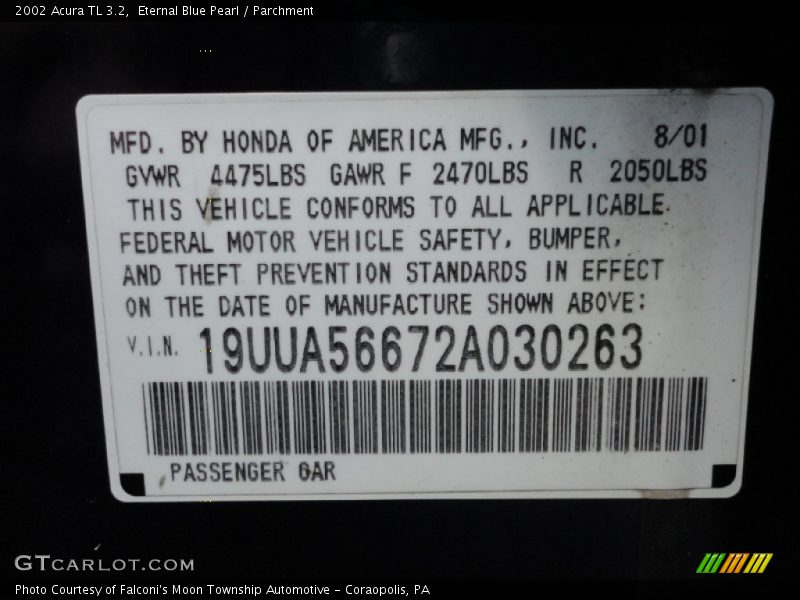 2002 Acura TL 3.2,  Eternal Blue Pearl / Parchment
MFD. BY HONDA OF AMERICA MFG., INC. 8/01
GVWR 4475LBS GAWR F 2470LBS R 2050LBS
THIS VEHICLE CONFORMS TO ALL APPLICABLE
FEDERAL MOTOR VEHICLE SAFETY, BUMPER,
AND THEFT PREVENTION STANDARDS IN EFFECT
ON THE DATE OF MANUFACTURE SHOWN ABOVE:
V.I.N. 19UUA56672A030263
PASSENGER CAR
GTCARLOT.COM
Photo Courtesy of Falconi's Moon Township Automotive - Coraopolis, PA